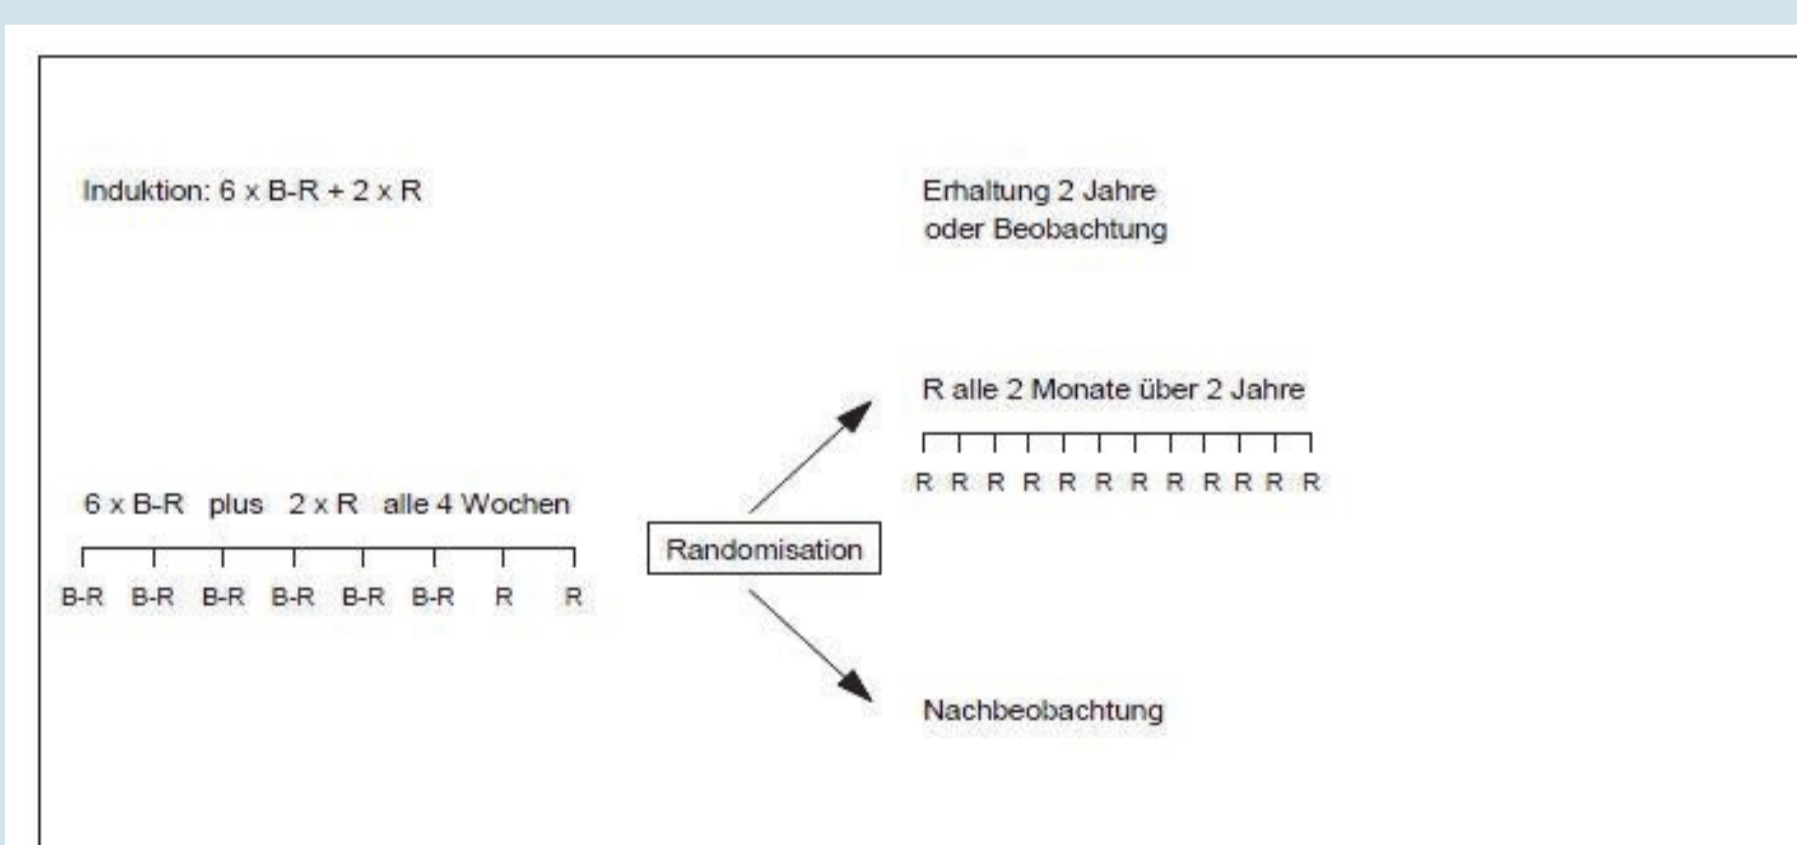 Induktion: 6 x B-R + 2 x R
Erhaltung 2 Jahre
oder Beobachtung
R alle 2 Monate über 2 Jahre
R R R R R R R R R R R R
6 x B-R plus 2 x R alle 4 Wochen
B-R B-R B-R B-R B-R B-R R R
Randomisation
Nachbeobachtung